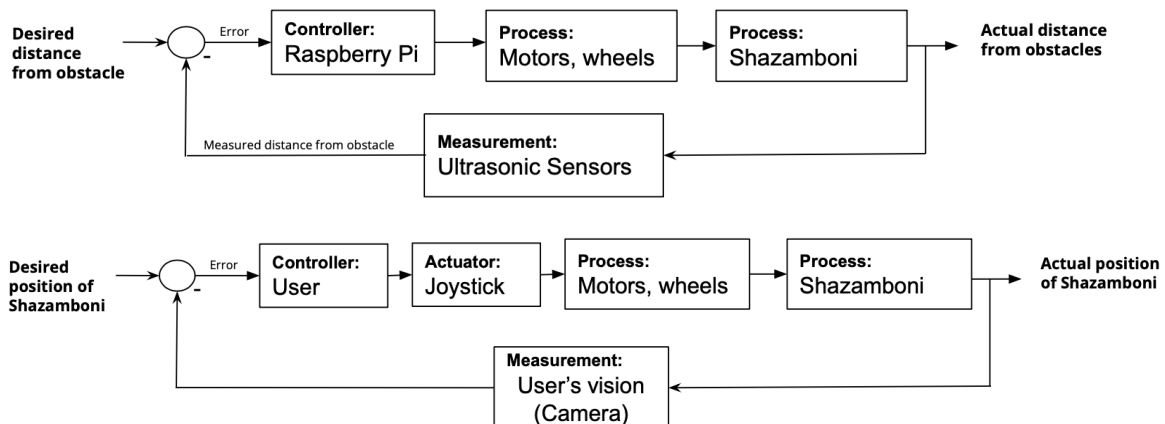 Desired
distance
from obstacle
Error
-
Controller:
Raspberry Pi
Process:
Motors, wheels
Process:
Shazamboni
Actual distance
from obstacles
Measured distance from obstacle
Measurement:
Ultrasonic Sensors
Desired
position of
Shazamboni
Error
-
Controller:
User
Actuator:
Joystick
Process:
Motors, wheels
Process:
Shazamboni
Actual position
of Shazamboni
Measurement:
User's vision
(Camera)